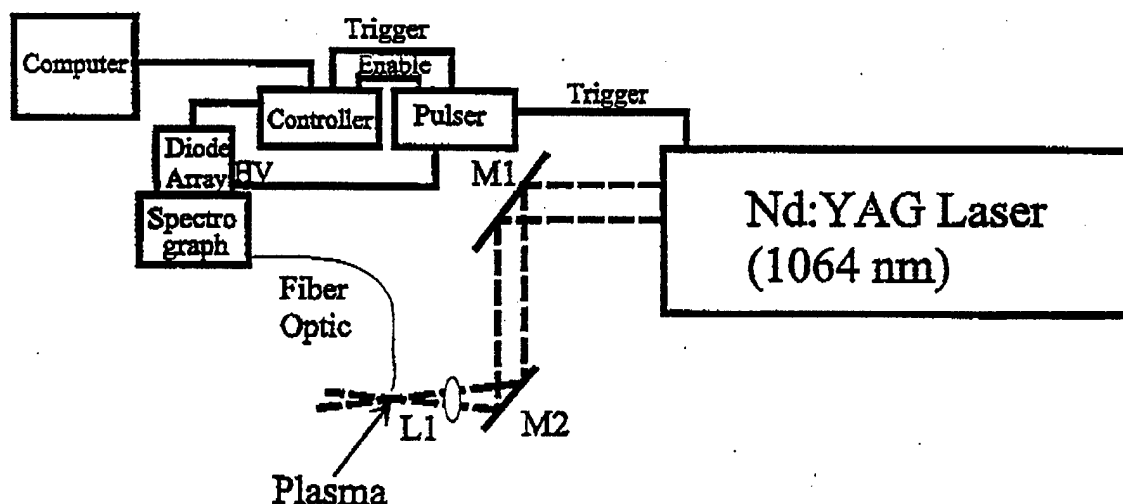 Trigger
Computer
Enable
Controller
Pulser
Trigger
Diode
Array
HV
M1
Spectro
graph
Nd:YAG Laser
(1064 nm)
Fiber
Optic
L1
M2
Plasma